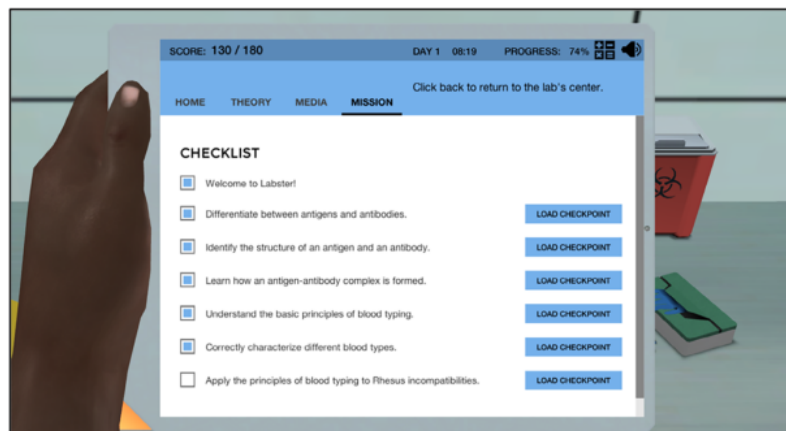 SCORE: 130 / 180 DAY 1 08:19 PROGRESS: 74%
Click back to return to the lab's center.
HOME THEORY MEDIA MISSION
CHECKLIST
Welcome to Labster!
Differentiate between antigens and antibodies. LOAD CHECKPOINT
Identify the structure of an antigen and an antibody. LOAD CHECKPOINT
Learn how an antigen-antibody complex is formed. LOAD CHECKPOINT
Understand the basic principles of blood typing. LOAD CHECKPOINT
Correctly characterize different blood types. LOAD CHECKPOINT
Apply the principles of blood typing to Rhesus incompatibilities. LOAD CHECKPOINT